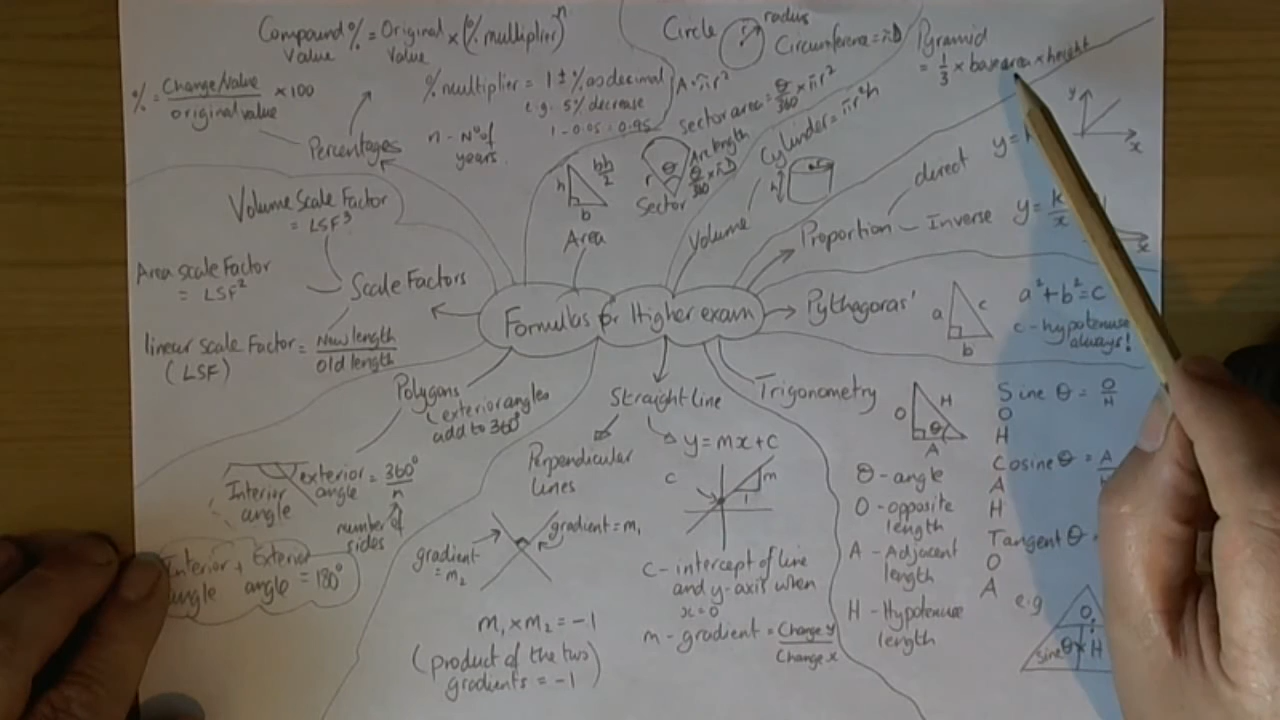 Compound % = Original × (% multiplier)ⁿ
Value Value
% = Change Value × 100
original value
% multiplier = 1 ± % as decimal
e.g. 5% decrease
1 - 0.05 = 0.95
n - Nº of
years.
Percentages
Circle
r
radius
Circumference = πD
A = πr²
Sector area = θ/360 × πr²
Arc length
θ/360 × πD
θ
r
Sector
h
b
bh
2
Area
Pyramid
= 1/3 × base area × height
Cylinder = πr²h
h
Volume
Volume Scale Factor
= LSF³
Area scale Factor
= LSF²
Scale Factors
linear scale Factor = New length
(LSF) Old length
direct
y =
y
x
Proportion - Inverse
y = k/x
x
Formulas for Higher exam
Pythagoras'
a
b
c
a² + b² = c
c - hypotenuse
always!
Polygons
(exterior angles
add to 360°
Interior
angle
exterior = 360°
angle n
number of
sides
Interior + Exterior = 180°
angle angle
Straight line
Perpendicular
lines
gradient = m₁
gradient
= m₂
m₁ × m₂ = -1
(product of the two
gradients = -1)
y = mx + c
c
m
1
c - intercept of line
and y-axis when
x = 0
m - gradient = Change y
Change x
Trigonometry
O
H
θ
A
θ - angle
O - opposite
length
A - Adjacent
length
H - Hypotenuse
length
Sine θ = O/H
O
H
Cosine θ = A
A
H
Tangent θ =
O
A
e.g
O
sine θ
H